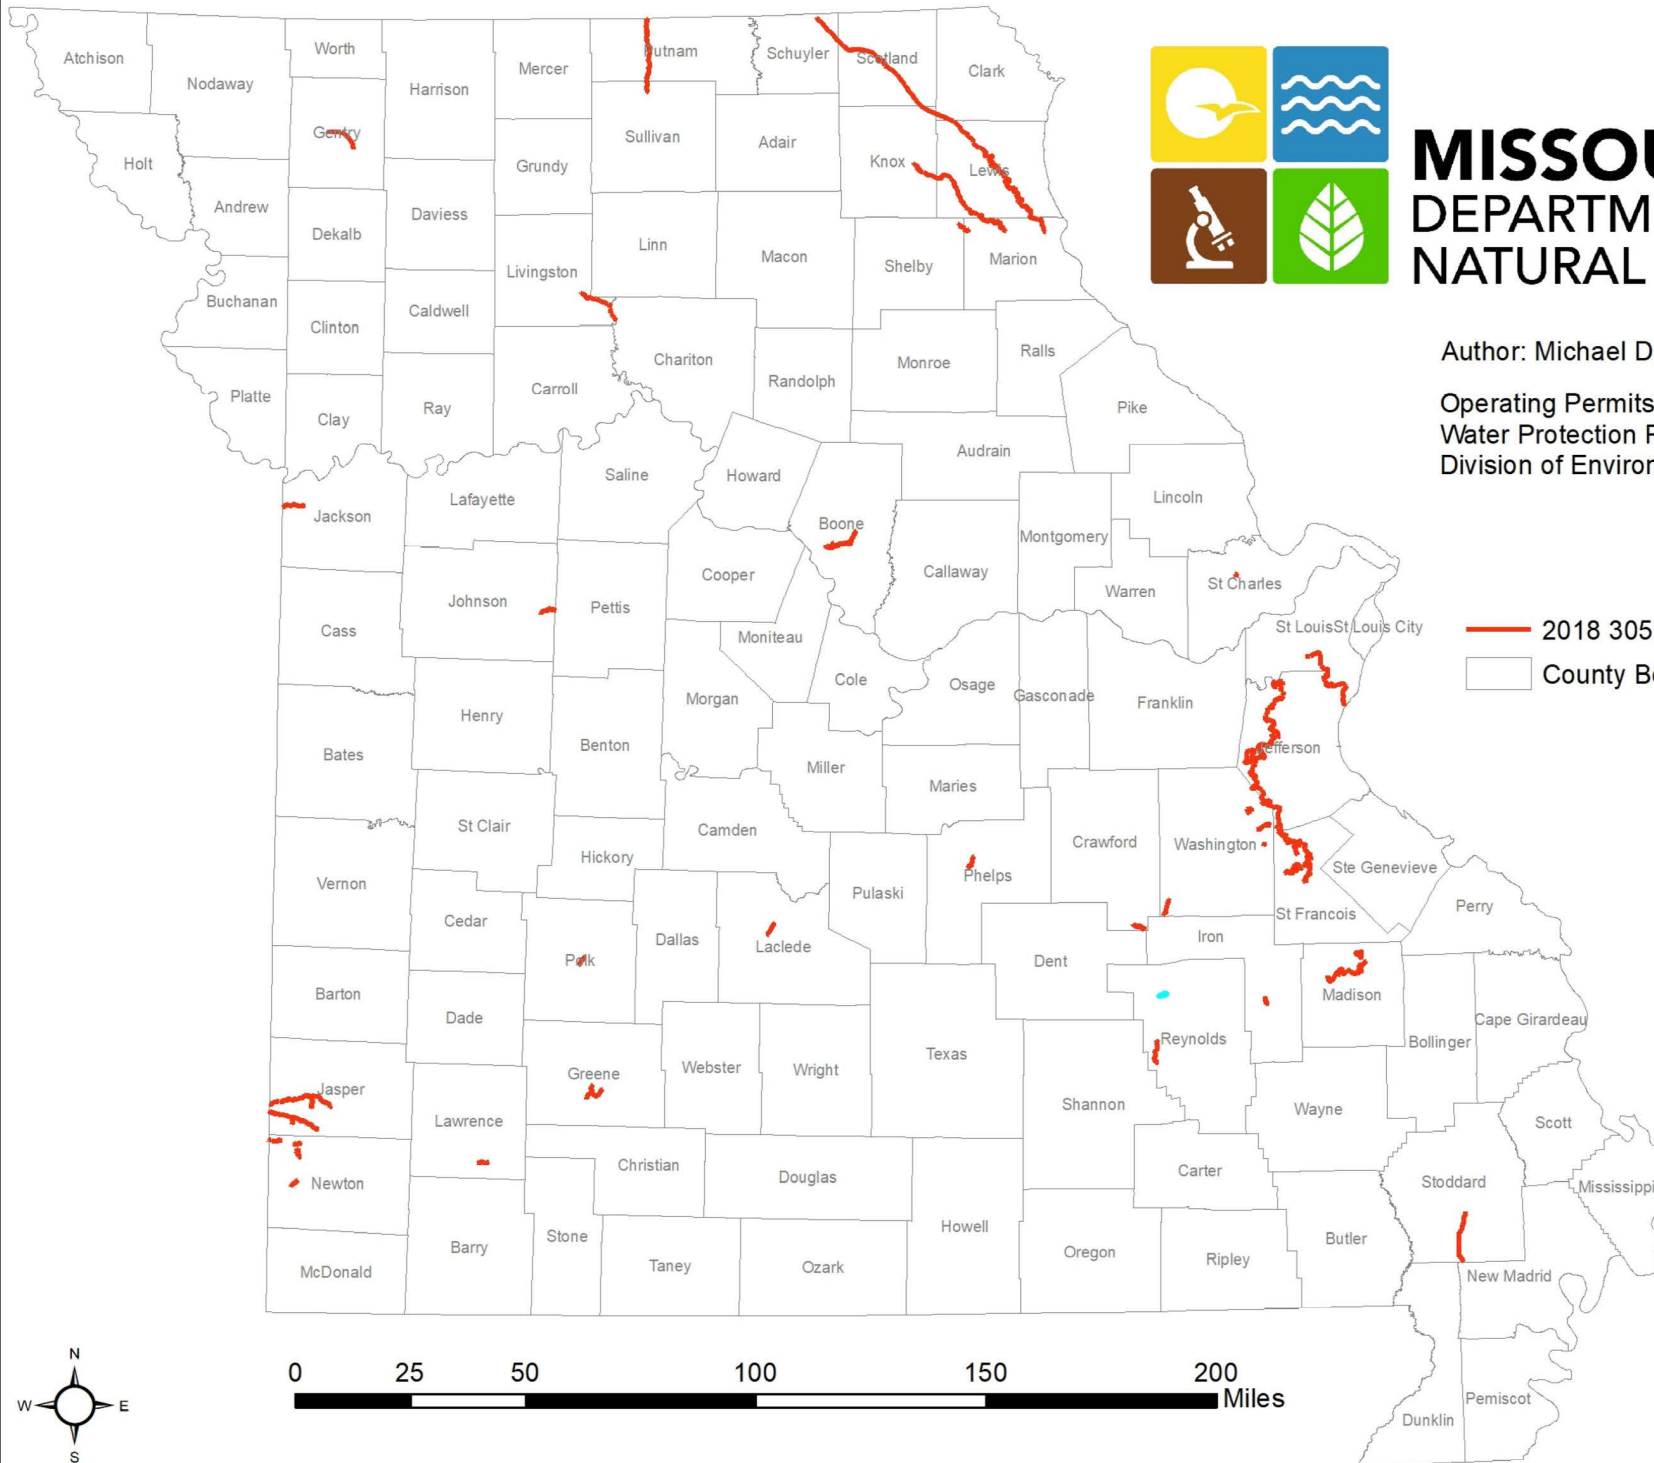 Atchison
Nodaway
Worth
Harrison
Mercer
Putnam
Schuyler
Scotland
Clark
Gentry
Sullivan
Adair
Holt
Grundy
Knox
Lewis
Andrew
Dekalb
Daviess
Linn
Macon
Livingston
Shelby
Marion
Buchanan
Clinton
Caldwell
Chariton
Monroe
Ralls
Randolph
Platte
Clay
Ray
Carroll
Pike
Audrain
Saline
Howard
Lafayette
Lincoln
Jackson
Boone
Montgomery
Cooper
Callaway
St Charles
Warren
Johnson
Pettis
Cass
Moniteau
St Louis
St Louis City
Cole
Osage
Gasconade
Franklin
Morgan
Henry
Benton
Jefferson
Bates
Miller
Maries
St Clair
Camden
Crawford
Washington
Hickory
Ste Genevieve
Vernon
Phelps
Pulaski
Perry
Cedar
St Francois
Dallas
Laclede
Iron
Polk
Dent
Barton
Madison
Dade
Cape Girardeau
Reynolds
Bollinger
Texas
Greene
Webster
Wright
Jasper
Shannon
Wayne
Lawrence
Scott
Christian
Carter
Douglas
Newton
Stoddard
Mississippi
Howell
Stone
Barry
Butler
Oregon
Ripley
McDonald
Taney
Ozark
New Madrid
Pemiscot
Dunklin
MISSOU
DEPARTM
NATURAL
Author: Michael D
Operating Permits
Water Protection P
Division of Environ
2018 305
County Bo
N
W E
S
0 25 50 100 150 200
Miles